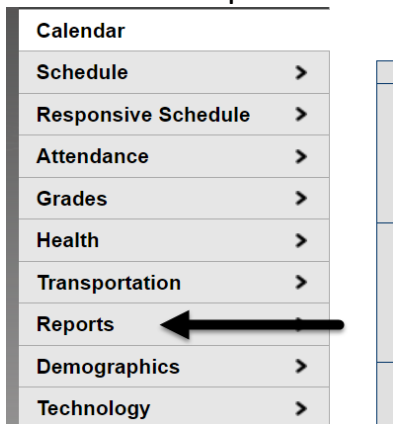 Calendar
Schedule
Responsive Schedule
Attendance
Grades
Health
Transportation
Reports
Demographics
Technology